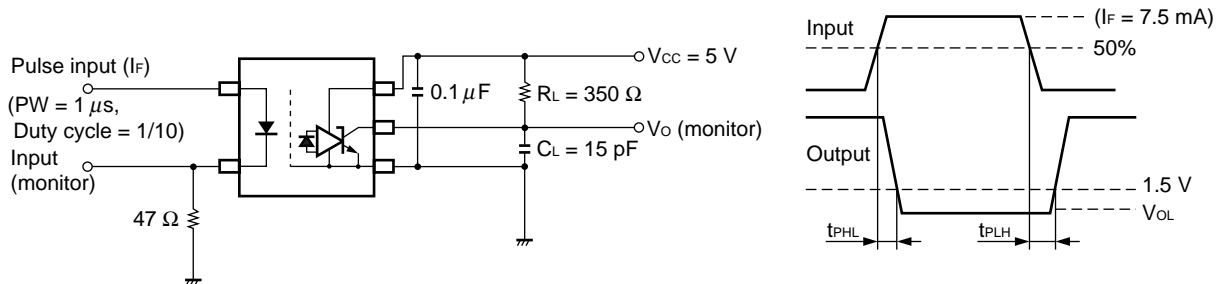 Pulse input (IF)
(PW = 1 μs,
Duty cycle = 1/10)
Input
(monitor)
47 Ω
VCC = 5 V
0.1 μF
RL = 350 Ω
VO (monitor)
CL = 15 pF
Input
(IF = 7.5 mA)
50%
Output
1.5 V
VOL
tPHL
tPLH